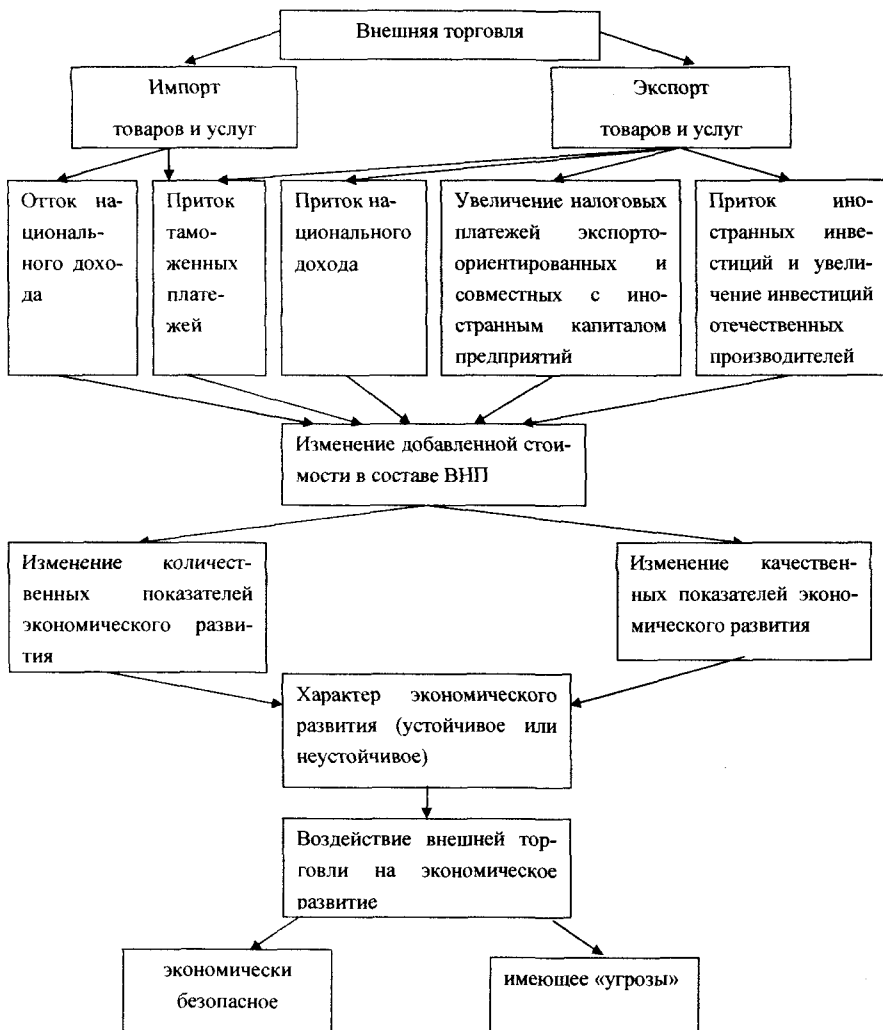 Внешняя торговля
Импорт
товаров и услуг
Экспорт
товаров и услуг
Отток на-
циональ-
ного дохо-
да
Приток
тамо-
женных
плате-
жей
Приток на-
ционального
дохода
Увеличение налоговых
платежей экспорто-
ориентированных и
совместных с ино-
странным капиталом
предприятий
Приток ино-
странных инве-
стиций и увели-
чение инвестиций
отечественных
производителей
Изменение добавленной стои-
мости в составе ВНП
Изменение количест-
венных показателей
экономического разви-
тия
Изменение качествен-
ных показателей эконо-
мического развития
Характер экономического
развития (устойчивое или
неустойчивое)
Воздействие внешней тор-
говли на экономическое
развитие
экономически
безопасное
имеющее «угрозы»